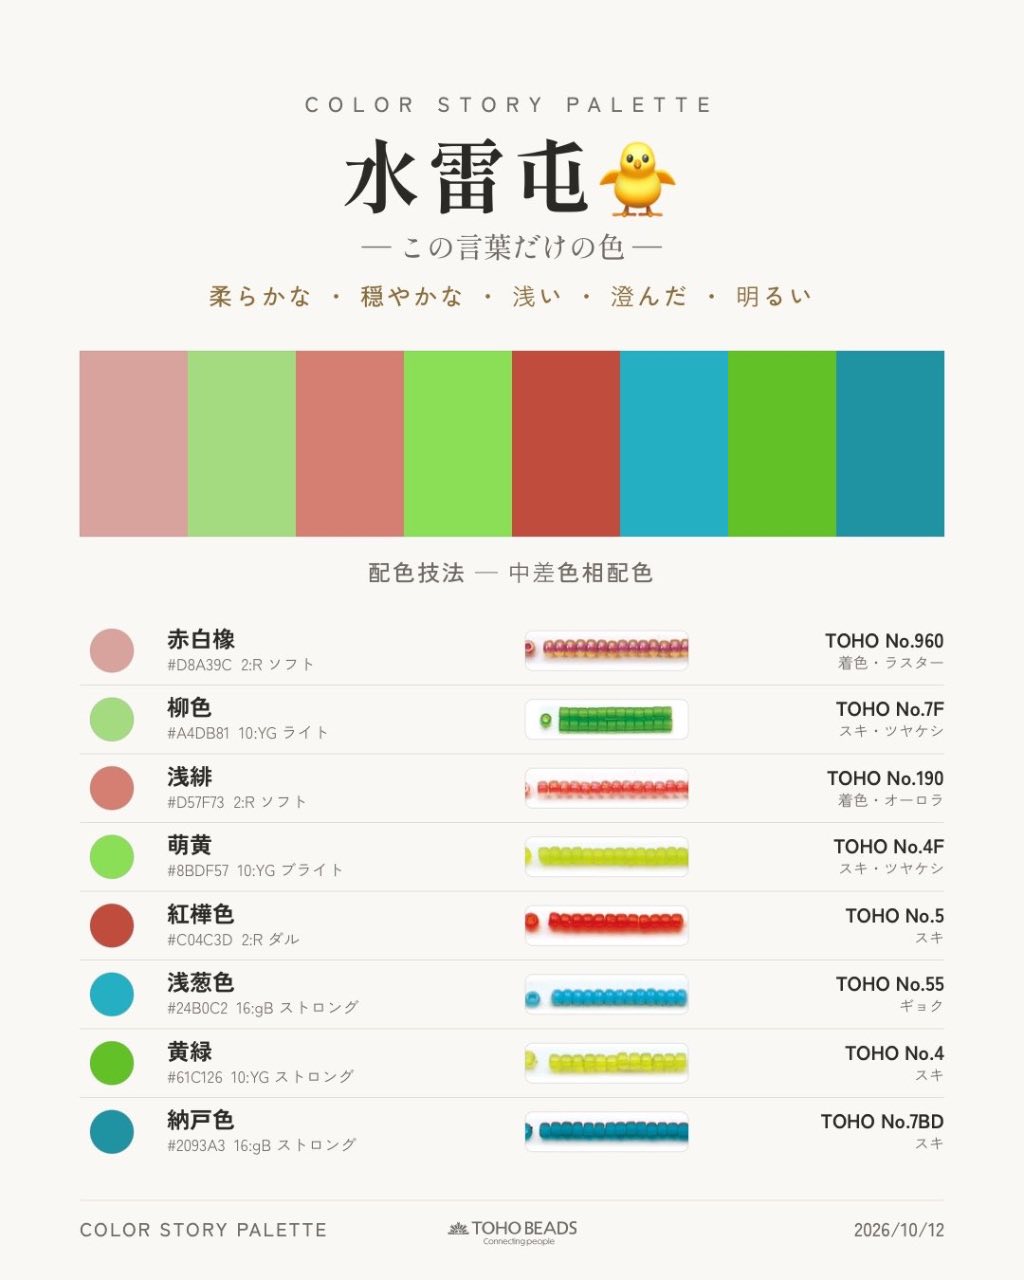 COLOR STORY PALETTE
水雷屯🐥
— この言葉だけの色 —
柔らかな ・ 穏やかな ・ 浅い ・ 澄んだ ・ 明るい
配色技法 — 中差色相配色
赤白橡
#D8A39C 2:R ソフト
TOHO No.960
着色・ラスター
柳色
#A4DB81 10:YG ライト
TOHO No.7F
スキ・ツヤケシ
浅緋
#D57F73 2:R ソフト
TOHO No.190
着色・オーロラ
萌黄
#8BDF57 10:YG ブライト
TOHO No.4F
スキ・ツヤケシ
紅樺色
#C04C3D 2:R ダル
TOHO No.5
スキ
浅葱色
#24B0C2 16:gB ストロング
TOHO No.55
ギョク
黄緑
#61C126 10:YG ストロング
TOHO No.4
スキ
納戸色
#2093A3 16:gB ストロング
TOHO No.7BD
スキ
COLOR STORY PALETTE
TOHO BEADS
Connecting people
2026/10/12